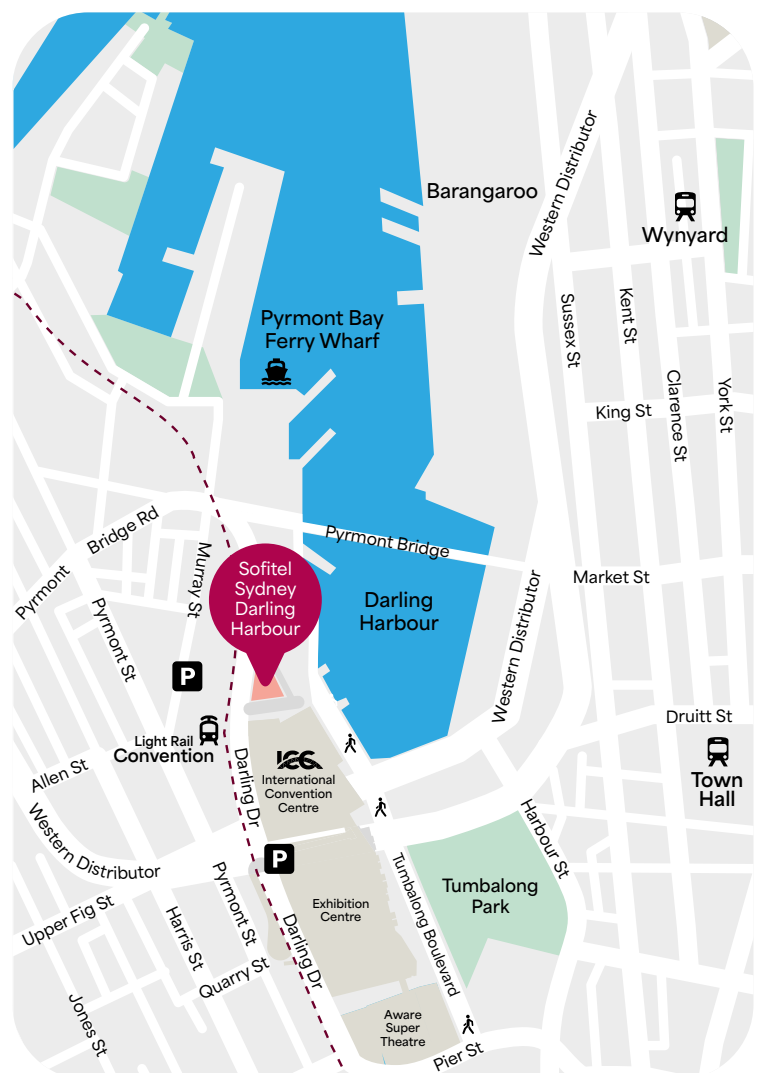 Barangaroo
Western Distributor
Wynyard
Pyrmont Bay
Ferry Wharf
Sussex St
Kent St
Clarence St
York St
King St
Bridge Rd
Pyrmont
Pyrmont Bridge
Murray St
Sofitel
Sydney
Darling
Harbour
Darling
Harbour
Market St
Pyrmont St
Western Distributor
P
Druitt St
Light Rail
Convention
Town
Hall
ICC
International
Convention
Centre
Allen St
Darling Dr
Western Distributor
Harbour St
P
Tumbalong Boulevard
Tumbalong
Park
Pyrmont St
Exhibition
Centre
Upper Fig St
Harris St
Darling Dr
Quarry St
Jones St
Aware
Super
Theatre
Pier St